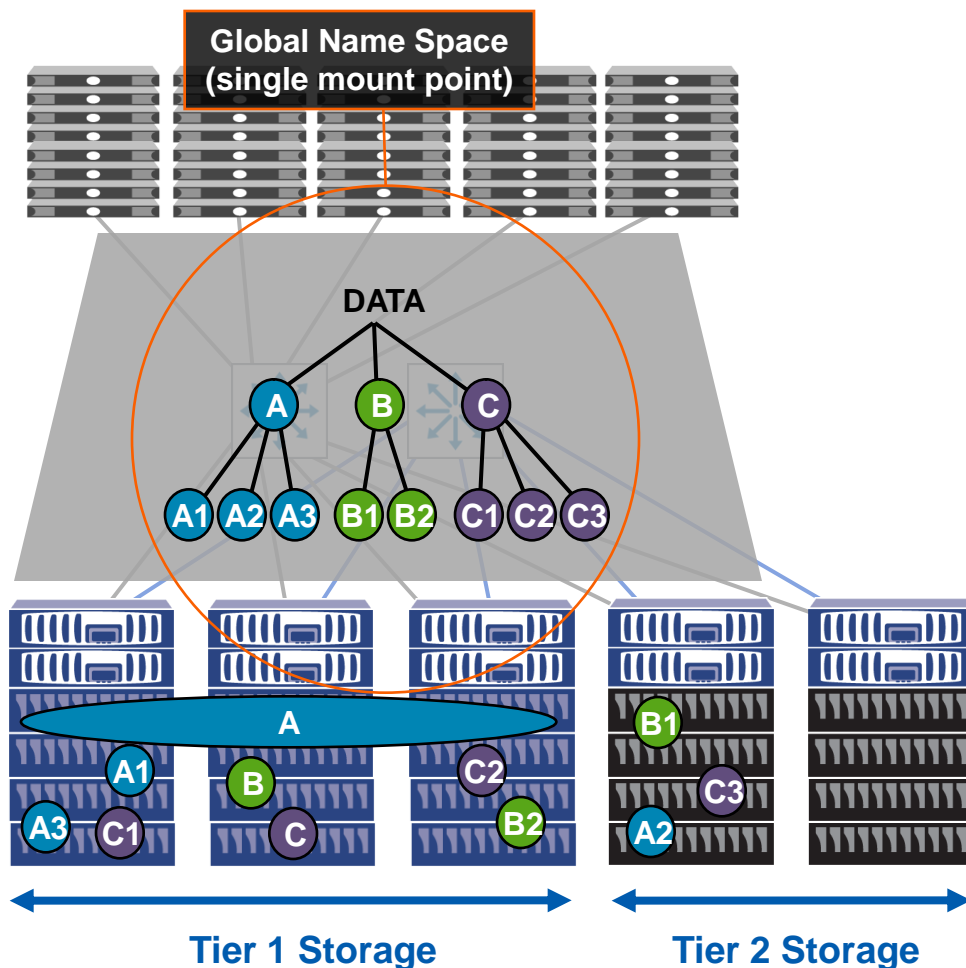 Global Name Space
(single mount point)
DATA
A
B
C
A1
A2
A3
B1
B2
C1
C2
C3
A
A1
B
C2
B1
C3
A3
C1
C
B2
A2
Tier 1 Storage
Tier 2 Storage